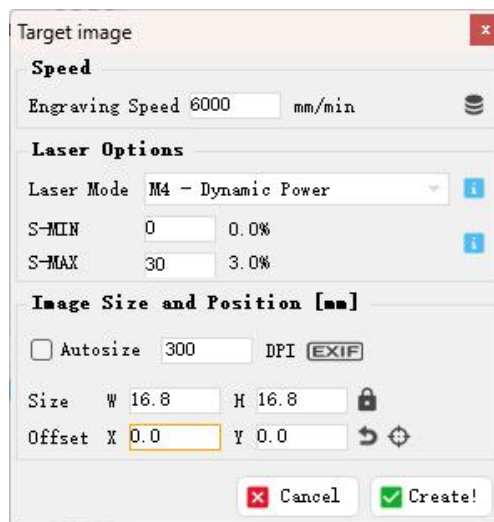 Target image
x
Speed
Engraving Speed 6000 mm/min
Laser Options
Laser Mode M4 - Dynamic Power
i
S-MIN 0 0.0%
i
S-MAX 30 3.0%
Image Size and Position [mm]
Autosize 300 DPI EXIF
Size W 16.8 H 16.8
Offset X 0.0 Y 0.0
Cancel Create!